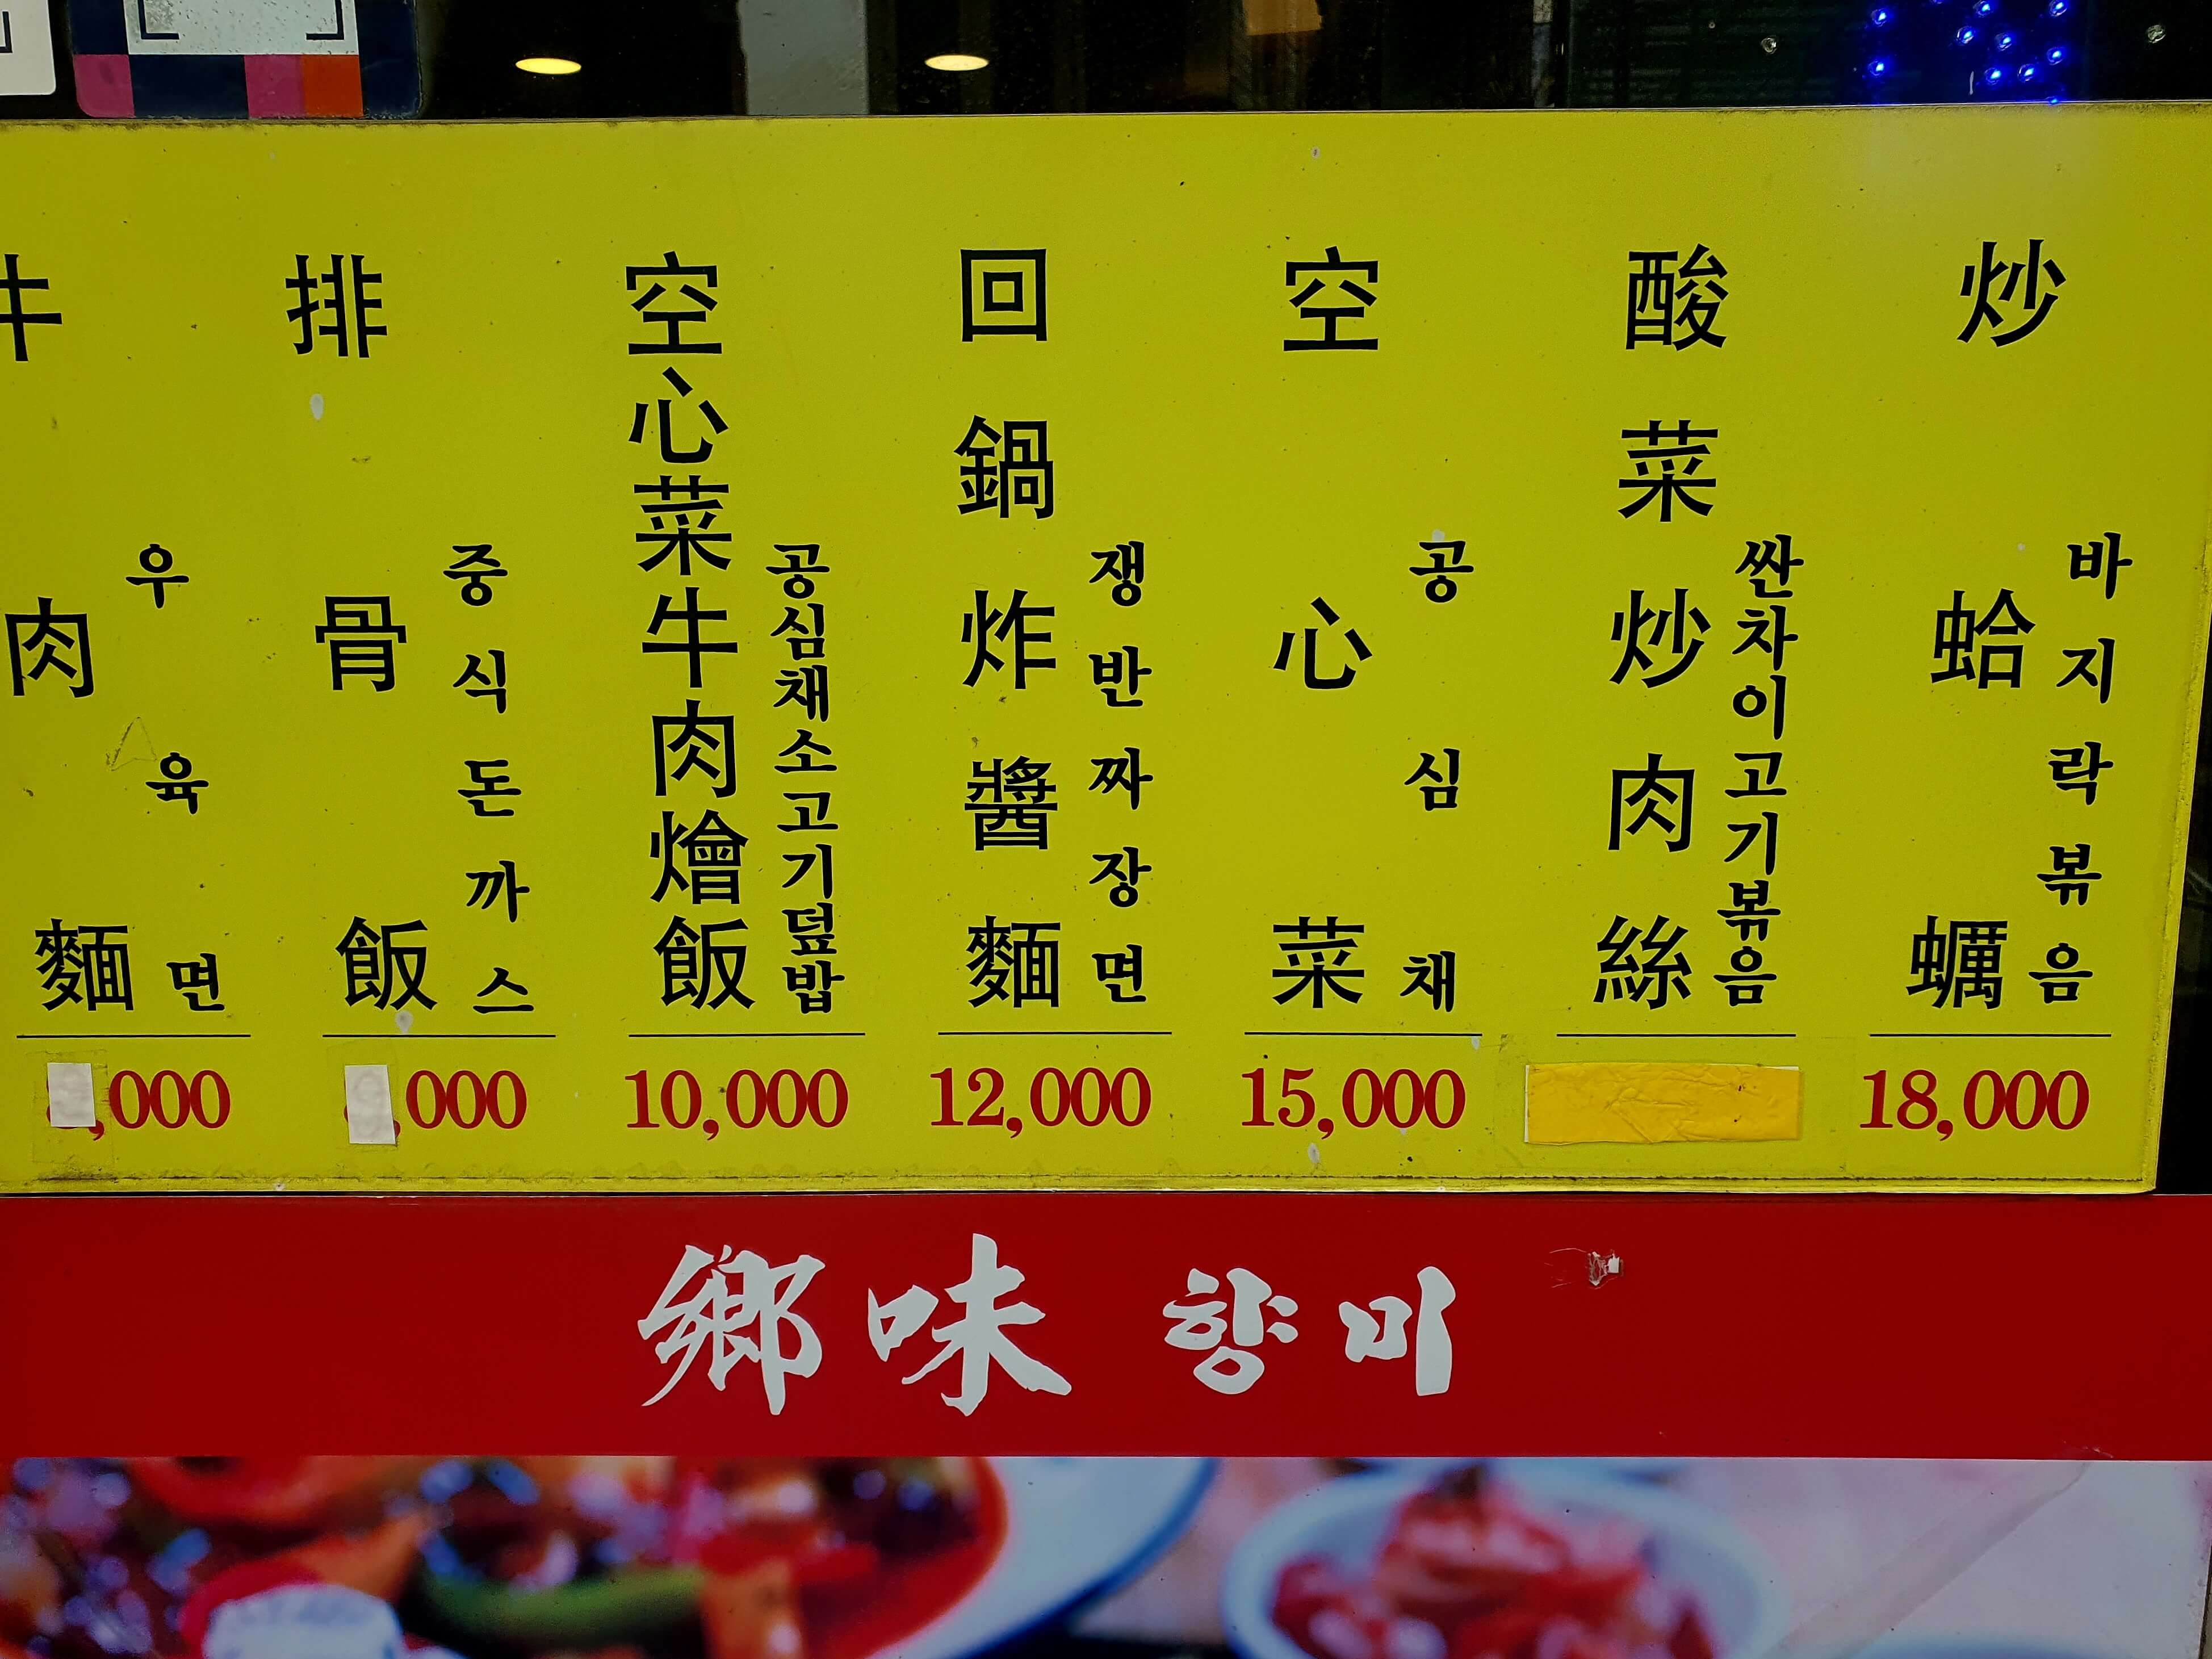 牛肉麵
우육면
,000
排骨飯
중식돈까스
,000
空心菜牛肉燴飯
공심채소고기덮밥
10,000
回鍋炸醬麵
쟁반짜장면
12,000
空心菜
공심채
15,000
酸菜炒肉絲
싼차이고기볶음
炒蛤蠣
바지락볶음
18,000
鄉味 향미